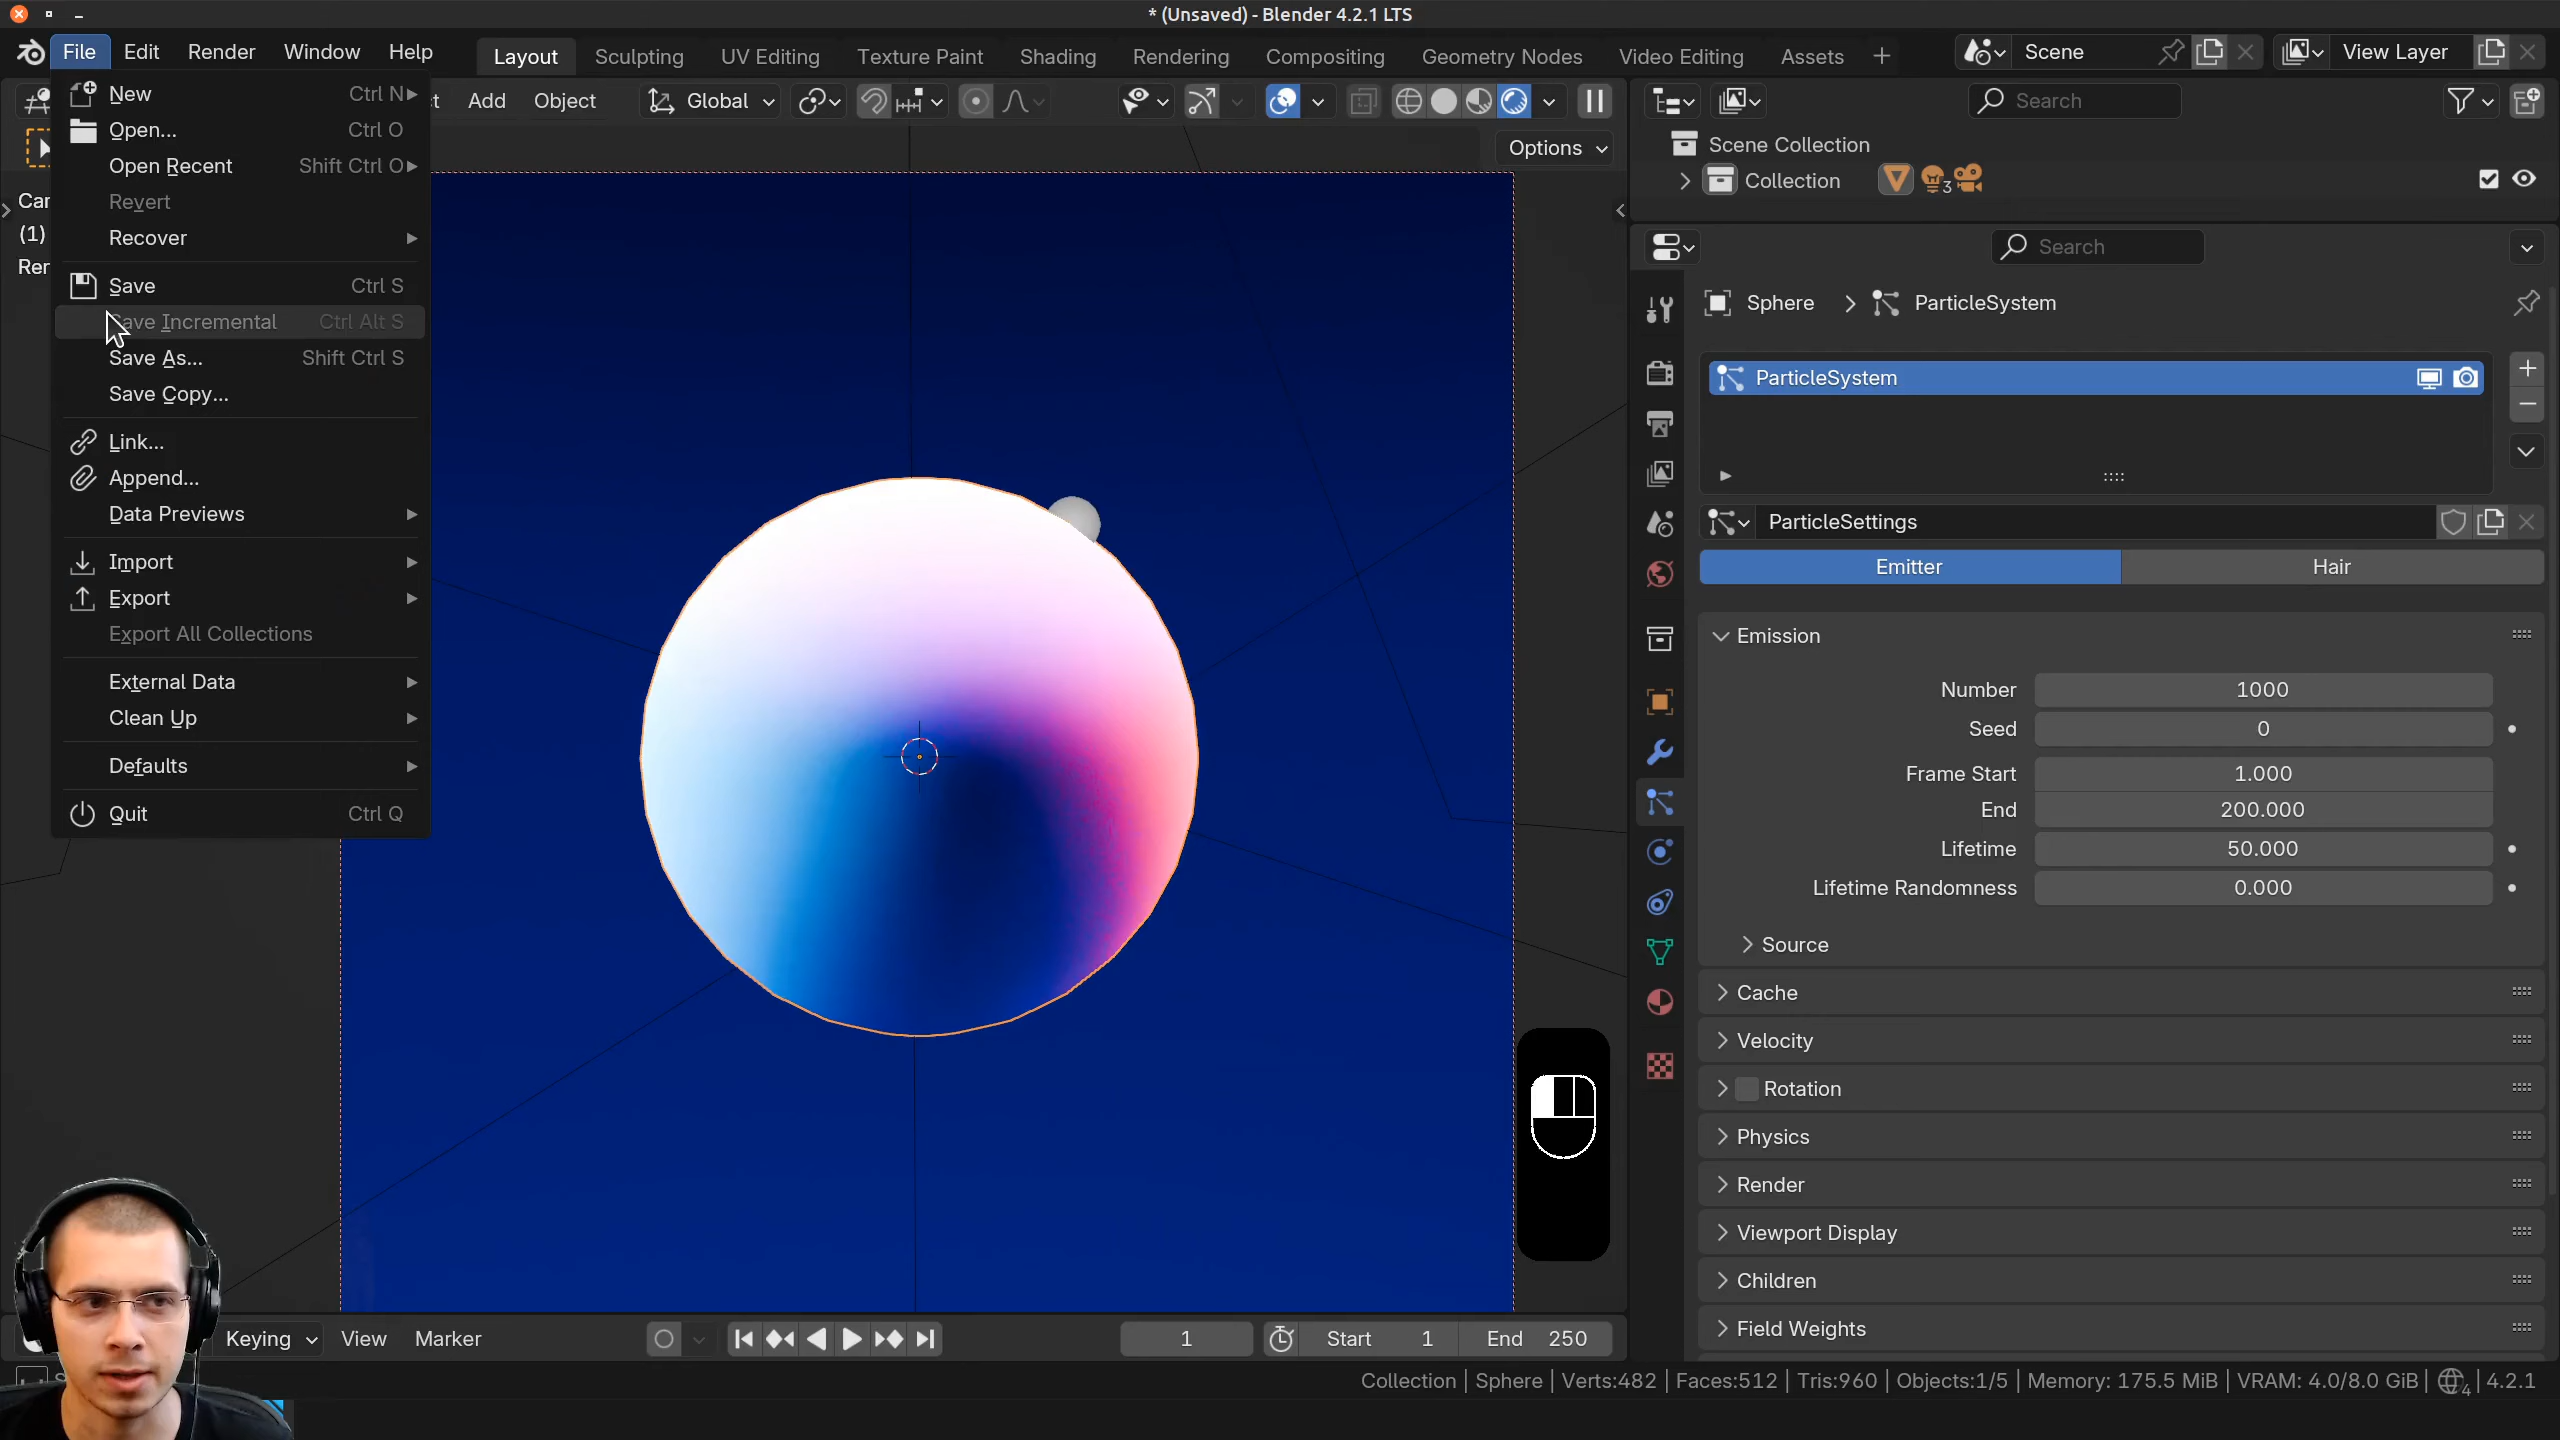 * (Unsaved) - Blender 4.2.1 LTS
File Edit Render Window Help Layout Sculpting UV Editing Texture Paint Shading Rendering Compositing Geometry Nodes Video Editing Assets + Scene View Layer
New Ctrl N
Open... Ctrl O
Open Recent Shift Ctrl O
Revert
Recover
Save Ctrl S
Save Incremental Ctrl Alt S
Save As... Shift Ctrl S
Save Copy...
Link...
Append...
Data Previews
Import
Export
Export All Collections
External Data
Clean Up
Defaults
Quit Ctrl Q
Add Object Global
Options
(1)
Search
Scene Collection
Collection 3
Search
Sphere ParticleSystem
ParticleSystem
ParticleSettings
Emitter Hair
Emission
Number 1000
Seed 0
Frame Start 1.000
End 200.000
Lifetime 50.000
Lifetime Randomness 0.000
Source
Cache
Velocity
Rotation
Physics
Render
Viewport Display
Children
Field Weights
Keying View Marker 1 Start 1 End 250
Collection | Sphere | Verts:482 | Faces:512 | Tris:960 | Objects:1/5 | Memory: 175.5 MiB | VRAM: 4.0/8.0 GiB | 4 | 4.2.1